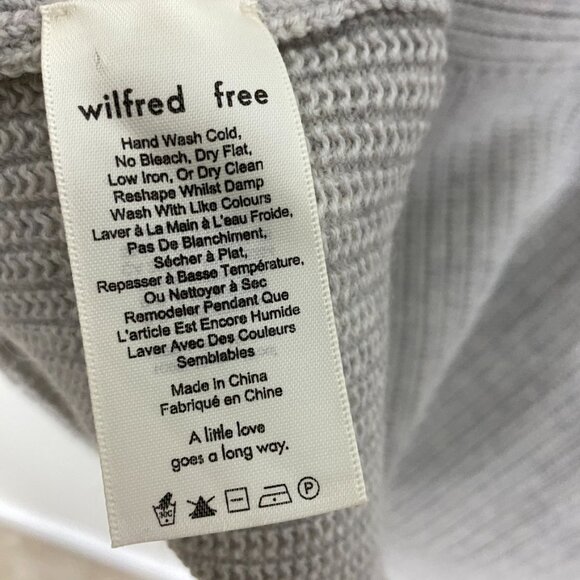 wilfred free
Hand Wash Cold,
No Bleach, Dry Flat,
Low Iron, Or Dry Clean
Reshape Whilst Damp
Wash With Like Colours
Laver à La Main à L'eau Froide,
Pas De Blanchiment,
Sécher à Plat,
Repasser à Basse Température,
Ou Nettoyer à Sec
Remodeler Pendant Que
L'article Est Encore Humide
Laver Avec Des Couleurs
Semblables
Made in China
Fabriqué en Chine
A little love
goes a long way.
P